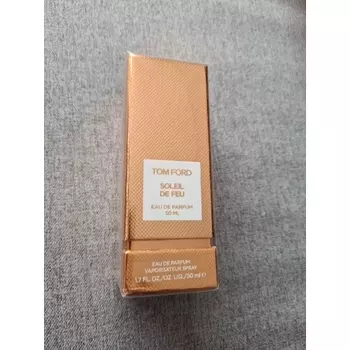 TOM FORD
SOLEIL
DE FEU
EAU DE PARFUM
50 ML
EAU DE PARFUM
VAPORISATEUR SPRAY
1.7 FL.OZ./OZ. LIQ./50 ml e